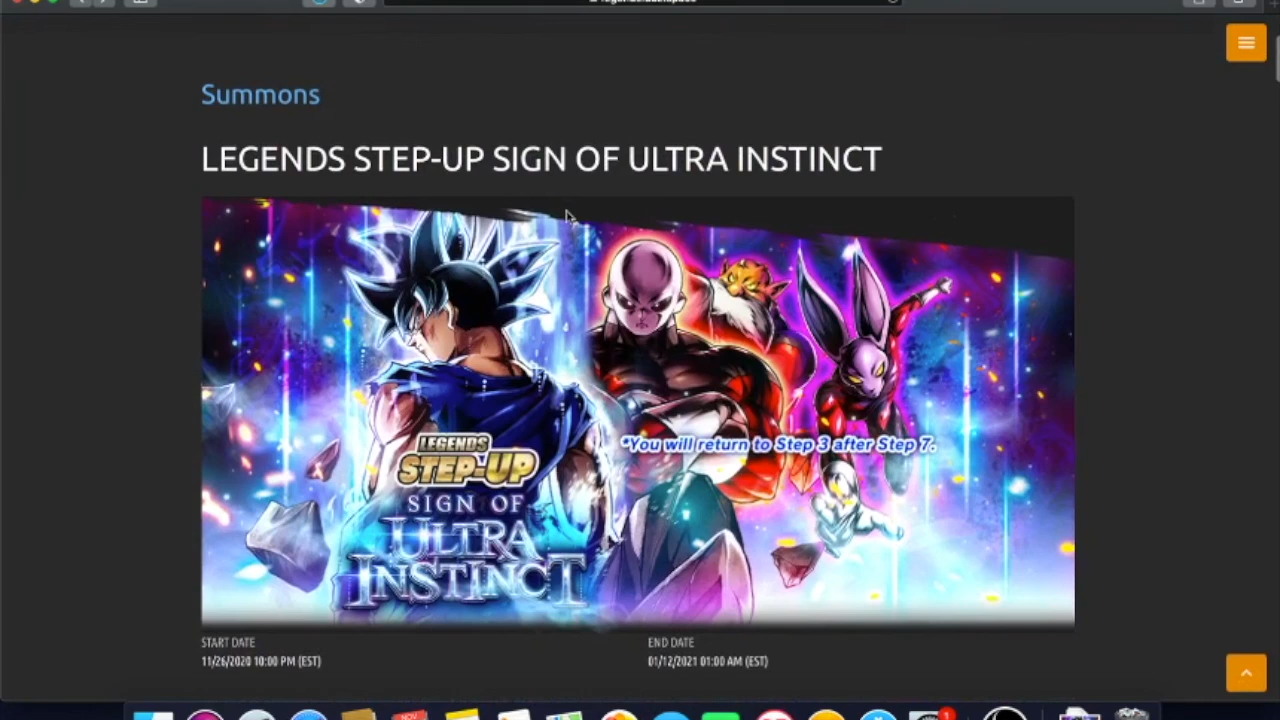 Summons
LEGENDS STEP-UP SIGN OF ULTRA INSTINCT
*You will return to Step 3 after Step 7.
LEGENDS
STEP-UP
SIGN OF
ULTRA
INSTINCT
START DATE
END DATE
11/26/2020 10:00 PM (EST)
01/12/2021 01:00 AM (EST)
NOV
1